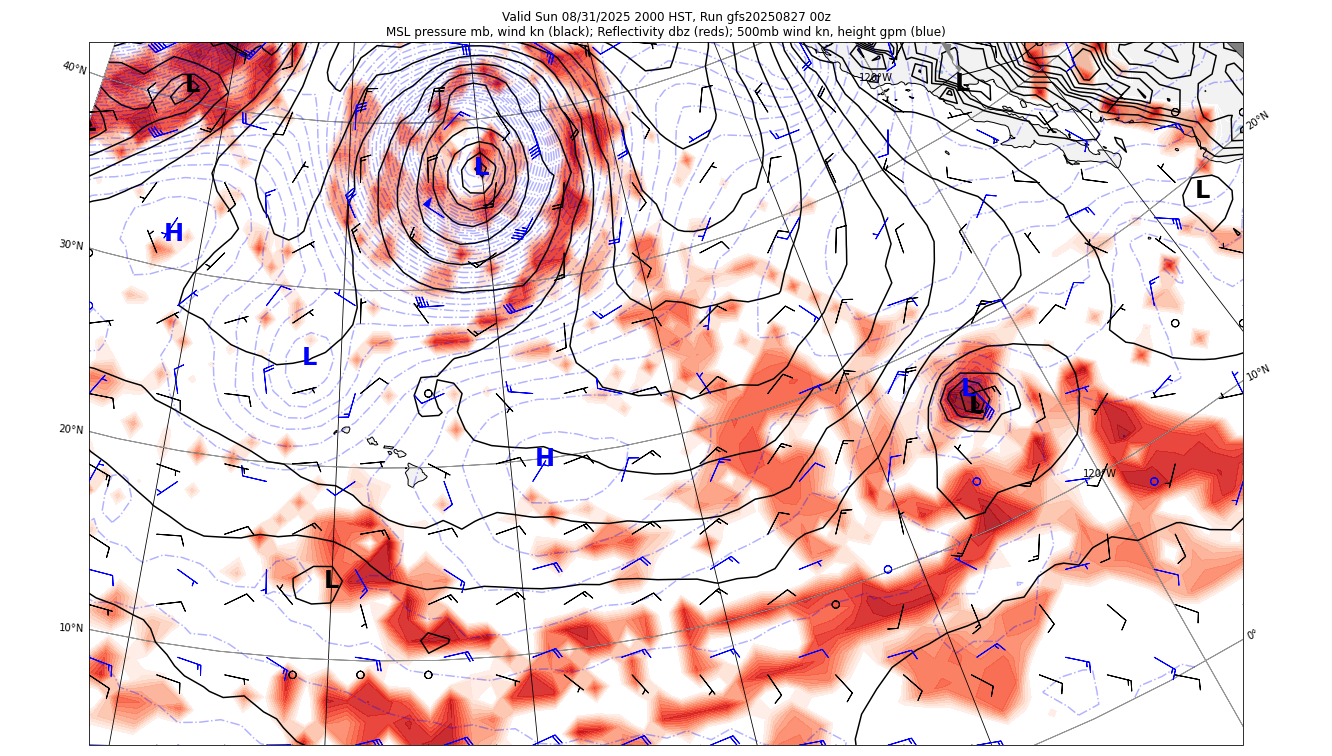 Valid Sun 08/31/2025 2000 HST, Run gfs20250827 00z
MSL pressure mb, wind kn (black); Reflectivity dbz (reds); 500mb wind kn, height gpm (blue)
40°N
L
120°W
L
20°N
L
L
L
30°N
H
L
10°N
L
L
20°N
H
120°W
L
10°N
0°